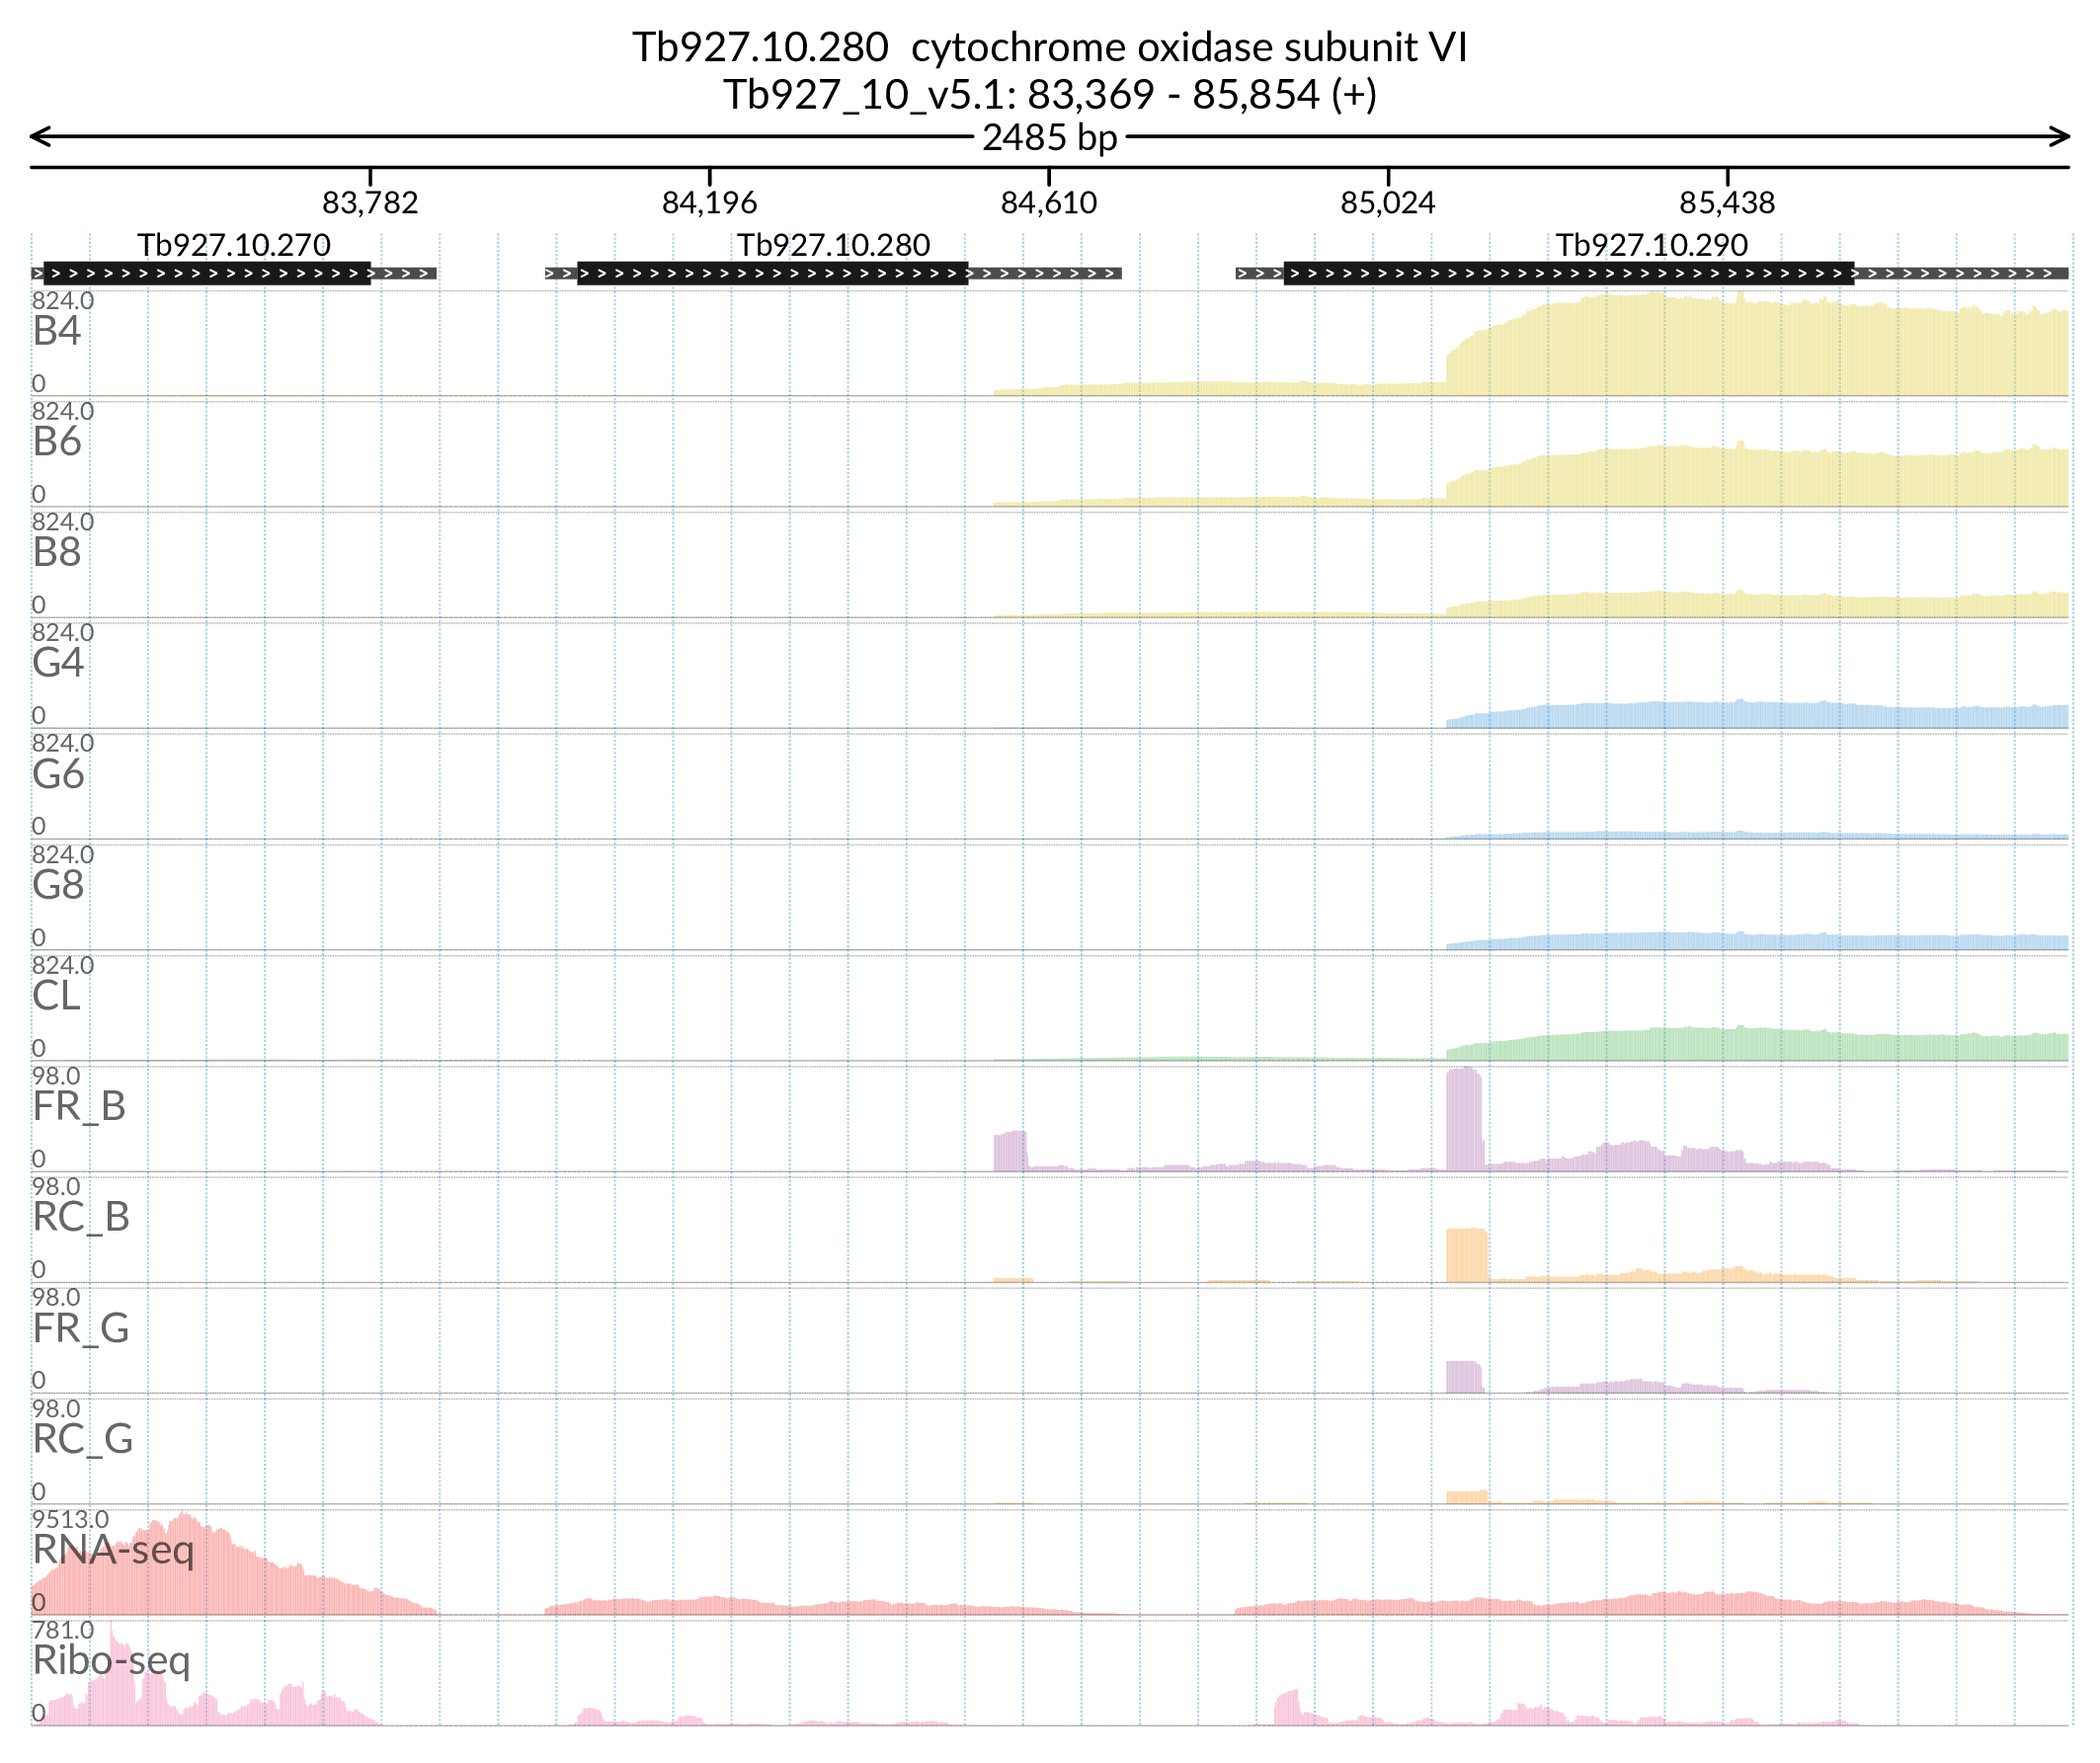 Tb927.10.280 cytochrome oxidase subunit VI
Tb927_10_v5.1: 83,369 - 85,854 (+)
2485 bp
83,782 84,196 84,610 85,024 85,438
Tb927.10.270 Tb927.10.280 Tb927.10.290
824.0
B4
0
824.0
B6
0
824.0
B8
0
824.0
G4
0
824.0
G6
0
824.0
G8
0
824.0
CL
0
98.0
FR_B
0
98.0
RC_B
0
98.0
FR_G
0
98.0
RC_G
0
9513.0
RNA-seq
0
781.0
Ribo-seq
0